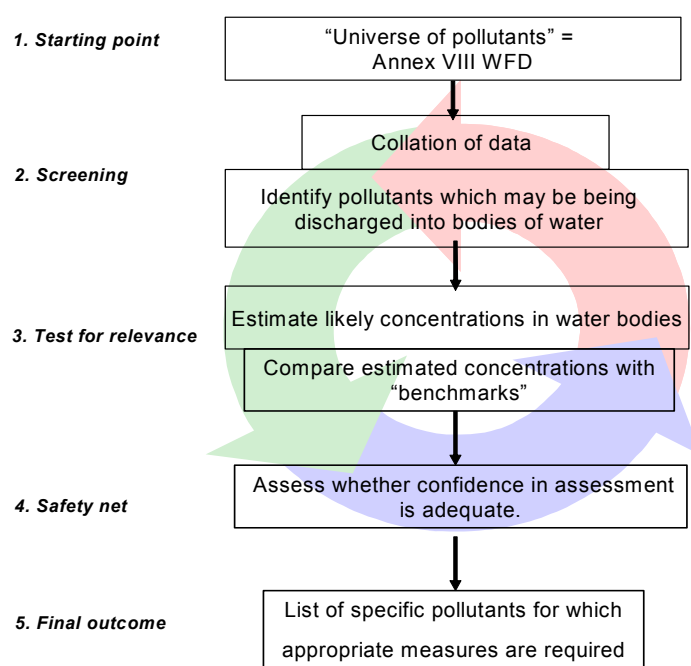 1. Starting point
“Universe of pollutants” =
Annex VIII WFD
Collation of data
2. Screening
Identify pollutants which may be being
discharged into bodies of water
Estimate likely concentrations in water bodies
3. Test for relevance
Compare estimated concentrations with
“benchmarks”
4. Safety net
Assess whether confidence in assessment
is adequate.
5. Final outcome
List of specific pollutants for which
appropriate measures are required